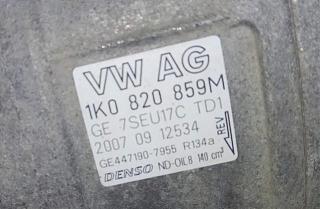 VW AG
1K0 820 859M
GE 7SEU17C TD1
2007 09 12534
GE447190-7955 R134a
DENSO ND-OIL8 140 cm³
REV